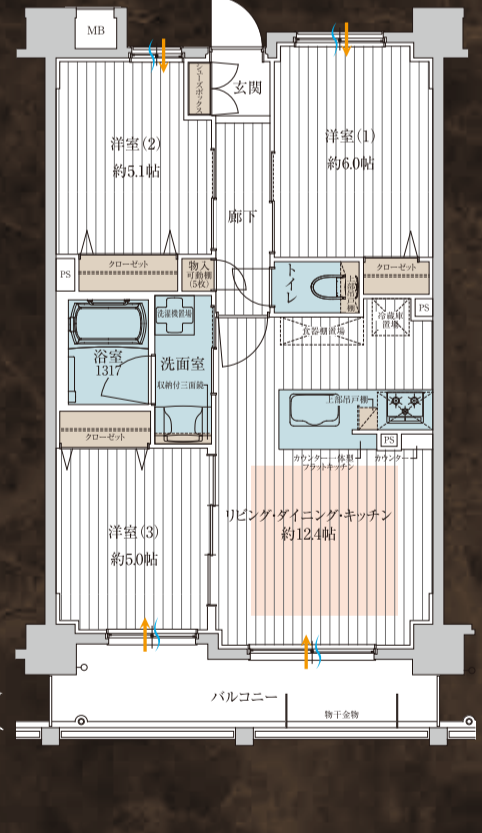 MB
シューズボックス
玄関
洋室(2)
約5.1帖
洋室(1)
約6.0帖
廊下
PS
クローゼット
物入
可動棚
(5枚)
トイレ
上部吊戸棚
クローゼット
PS
洗濯機置場
食器棚置場
冷蔵庫
置場
浴室
1317
洗面室
収納付三面鏡
上部吊戸棚
クローゼット
カウンター一体型
フラットキッチン
PS
カウンター
洋室(3)
約5.0帖
リビング・ダイニング・キッチン
約12.4帖
バルコニー
物干金物